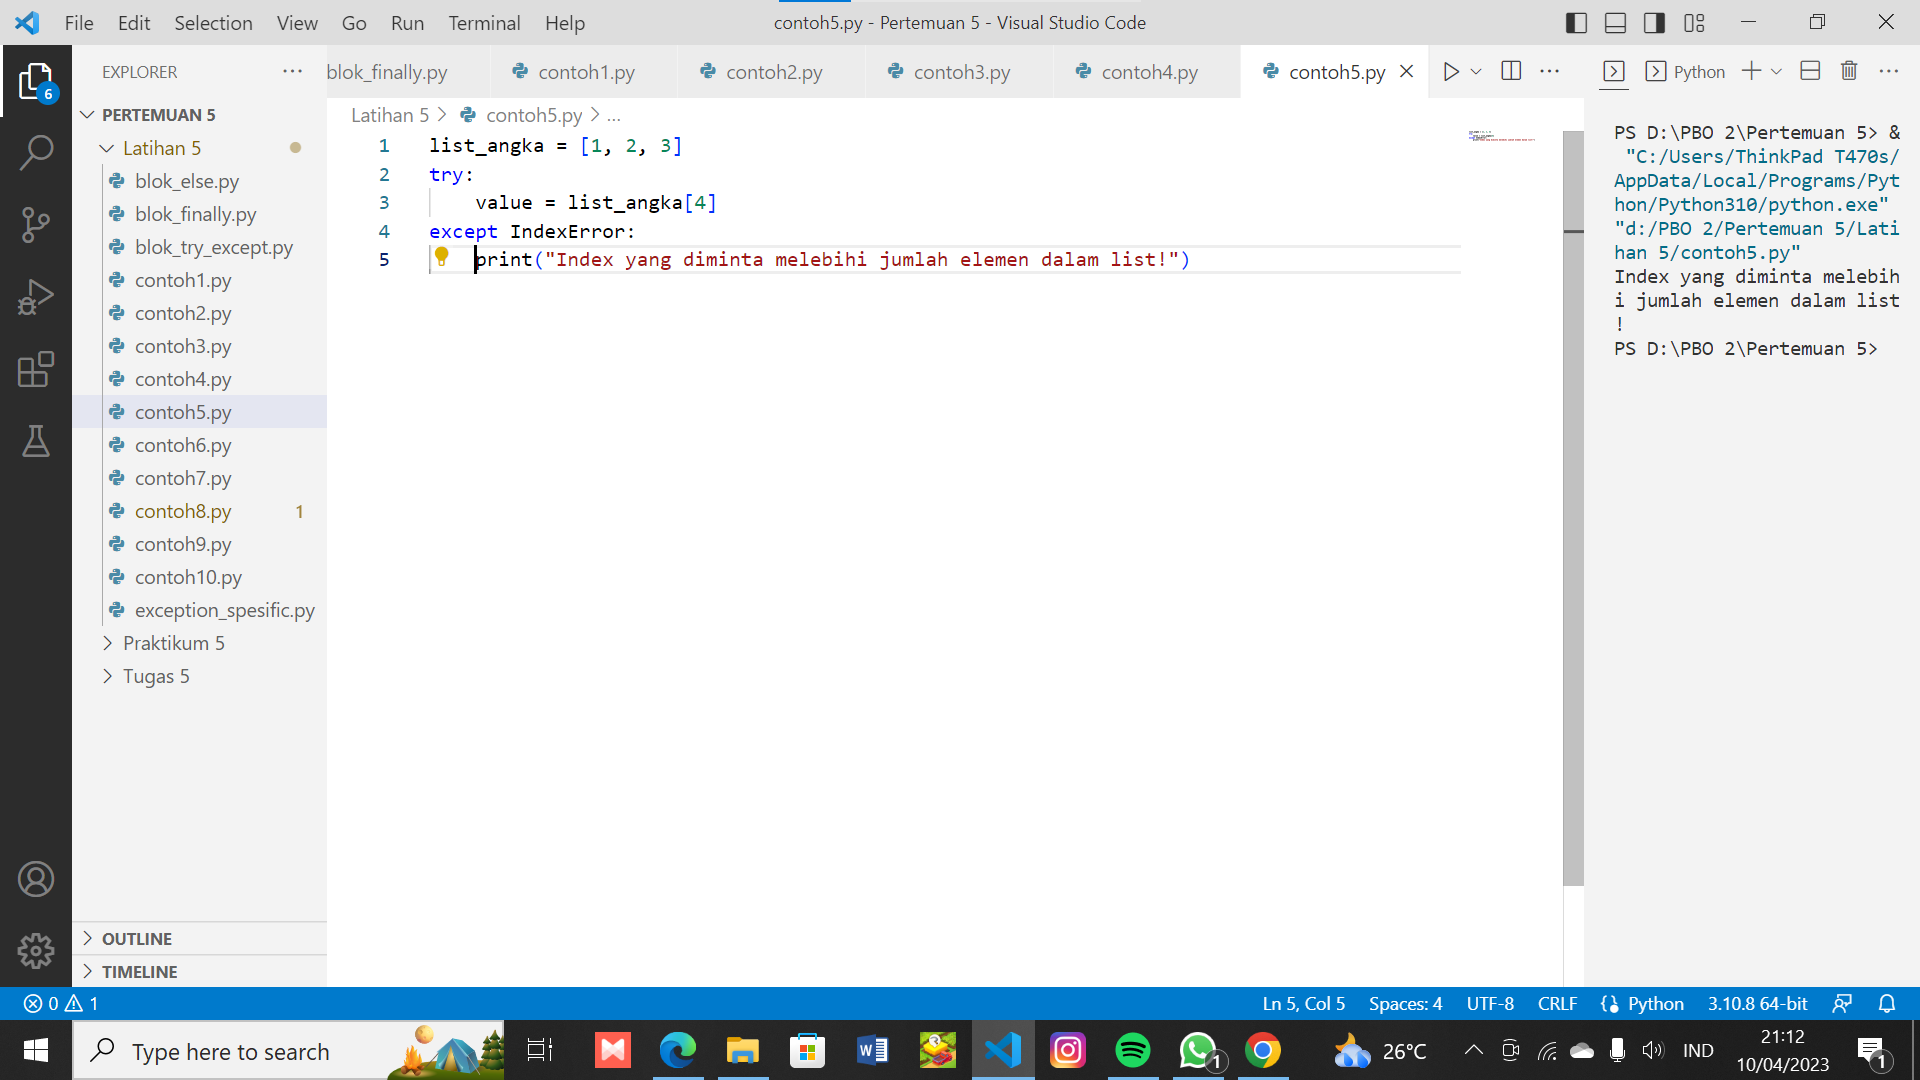 File Edit Selection View Go Run Terminal Help
contoh5.py - Pertemuan 5 - Visual Studio Code
6
EXPLORER
PERTEMUAN 5
Latihan 5
blok_else.py
blok_finally.py
blok_try_except.py
contoh1.py
contoh2.py
contoh3.py
contoh4.py
contoh5.py
contoh6.py
contoh7.py
contoh8.py 1
contoh9.py
contoh10.py
exception_spesific.py
Praktikum 5
Tugas 5
OUTLINE
TIMELINE
blok_finally.py contoh1.py contoh2.py contoh3.py contoh4.py contoh5.py
Latihan 5 > contoh5.py > ...
1 list_angka = [1, 2, 3]
2 try:
3 value = list_angka[4]
4 except IndexError:
5 print("Index yang diminta melebihi jumlah elemen dalam list!")
Python
PS D:\PBO 2\Pertemuan 5> &
"C:/Users/ThinkPad T470s/
AppData/Local/Programs/Pyt
hon/Python310/python.exe"
"d:/PBO 2/Pertemuan 5/Lati
han 5/contoh5.py"
Index yang diminta melebih
i jumlah elemen dalam list
!
PS D:\PBO 2\Pertemuan 5>
0 1
Ln 5, Col 5 Spaces: 4 UTF-8 CRLF Python 3.10.8 64-bit
Type here to search
1
26°C
IND
21:12
10/04/2023
1